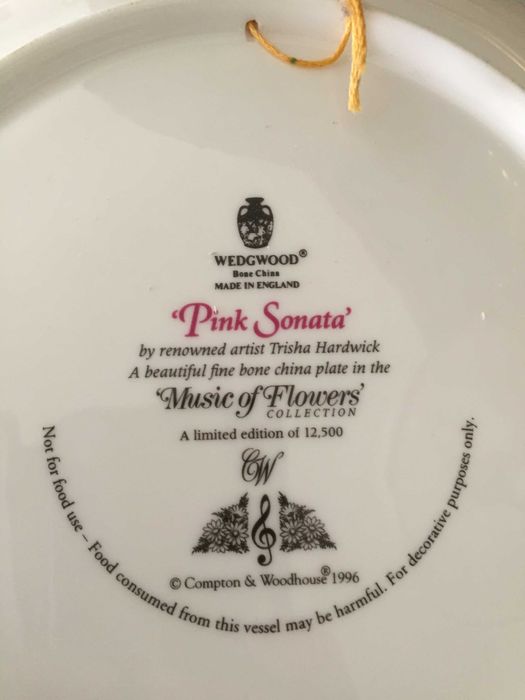 WEDGWOOD®
Bone China
MADE IN ENGLAND
'Pink Sonata'
by renowned artist Trisha Hardwick
A beautiful fine bone china plate in the
'Music of Flowers'
COLLECTION
A limited edition of 12,500
CW
© Compton & Woodhouse® 1996
Not for food use – Food consumed from this vessel may be harmful. For decorative purposes only.